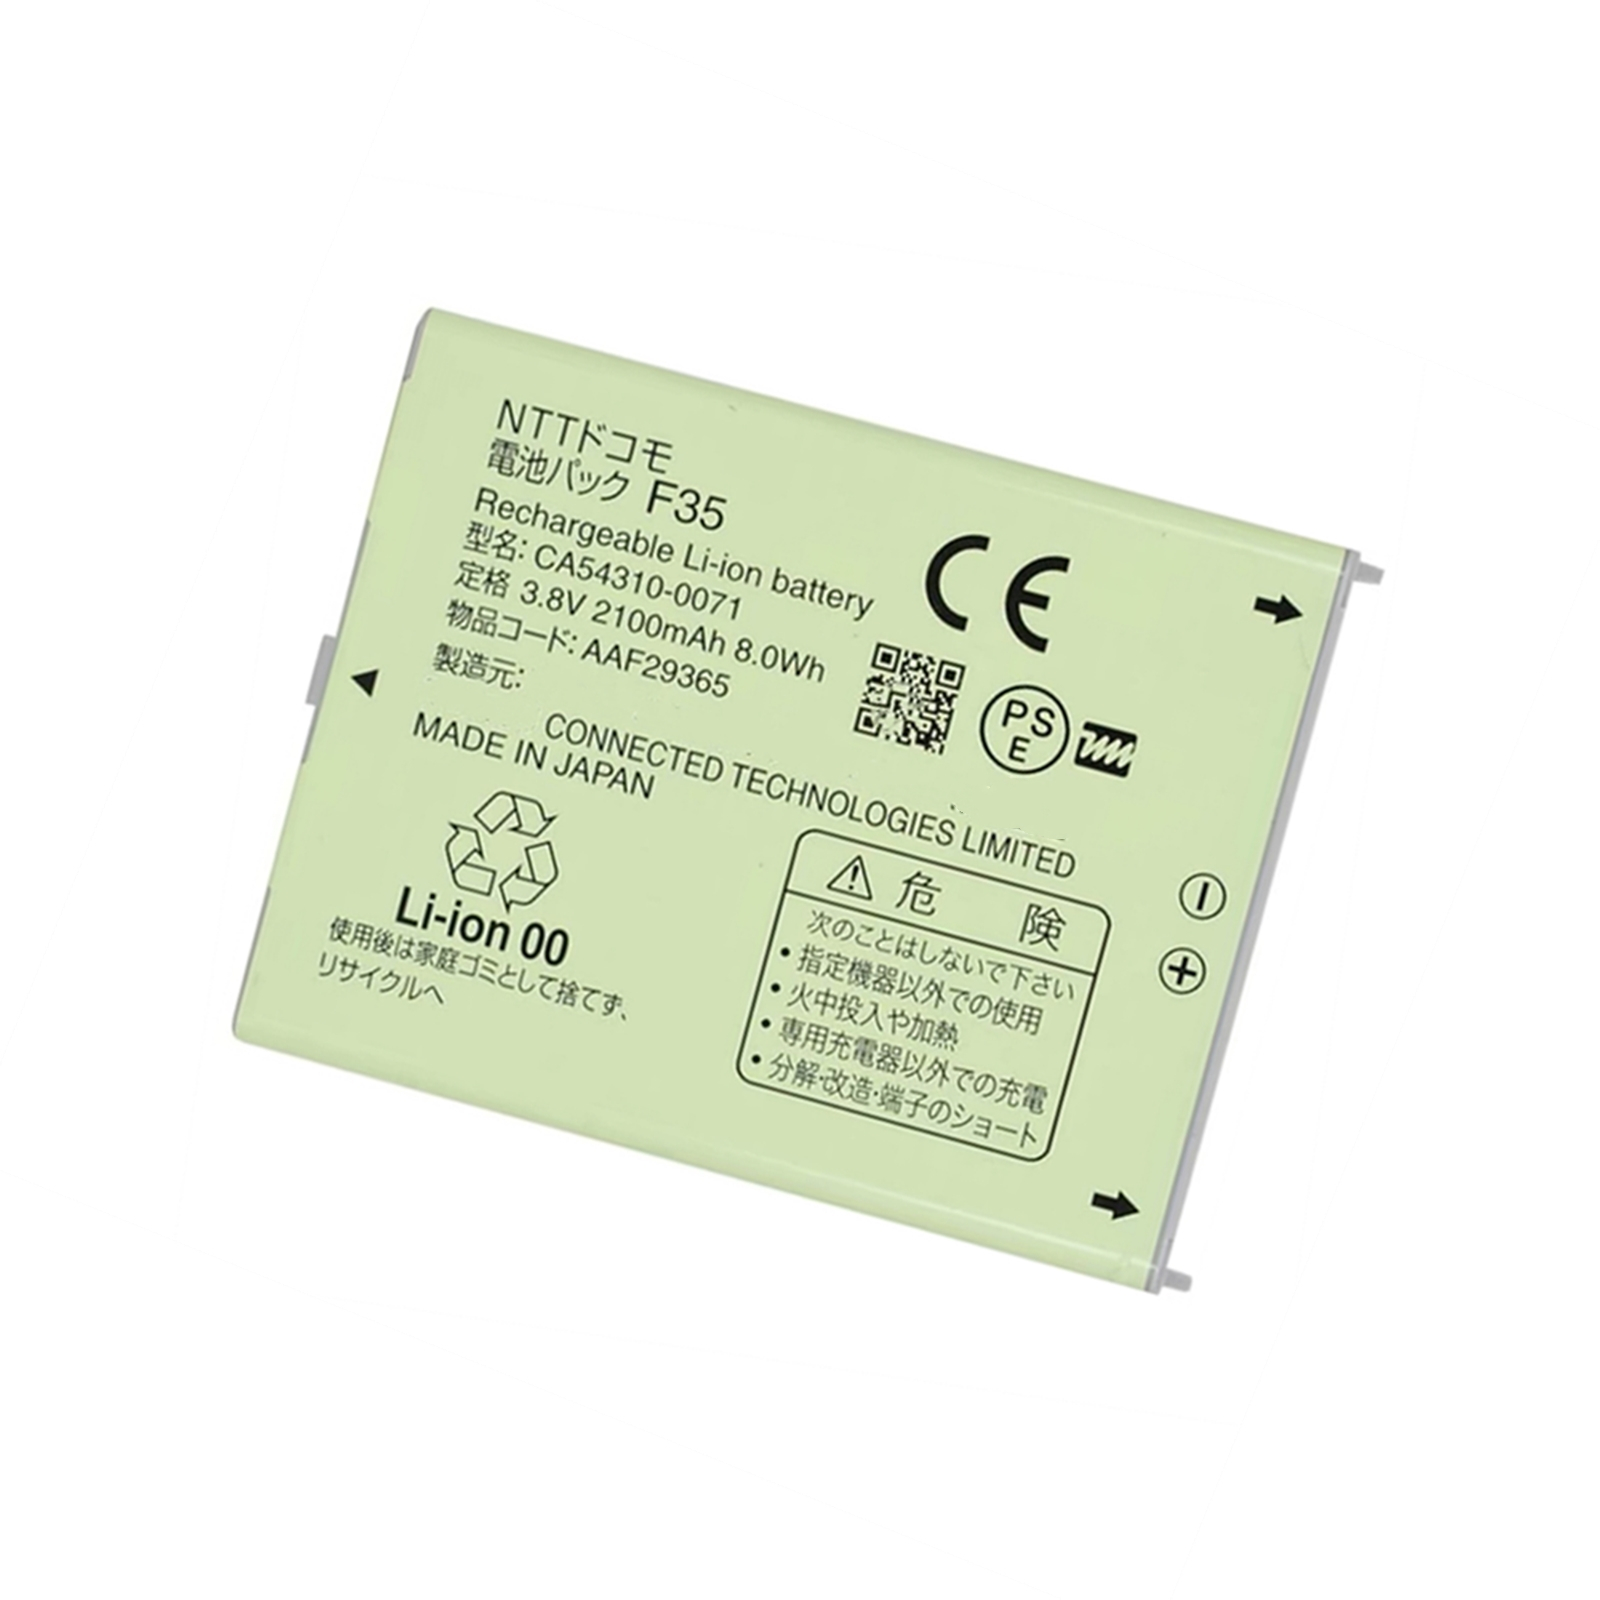 NTTドコモ
電池パック F35
Rechargeable Li-ion battery
型名: CA54310-0071
定格 3.8V 2100mAh 8.0Wh
物品コード: AAF29365
製造元:
CONNECTED TECHNOLOGIES LIMITED
MADE IN JAPAN
CE
PSE
Li-ion 00
使用後は家庭ゴミとして捨てず、
リサイクルへ
危険
次のことはしないで下さい
• 指定機器以外での使用
• 火中投入や加熱
• 専用充電器以外での充電
• 分解·改造·端子のショート